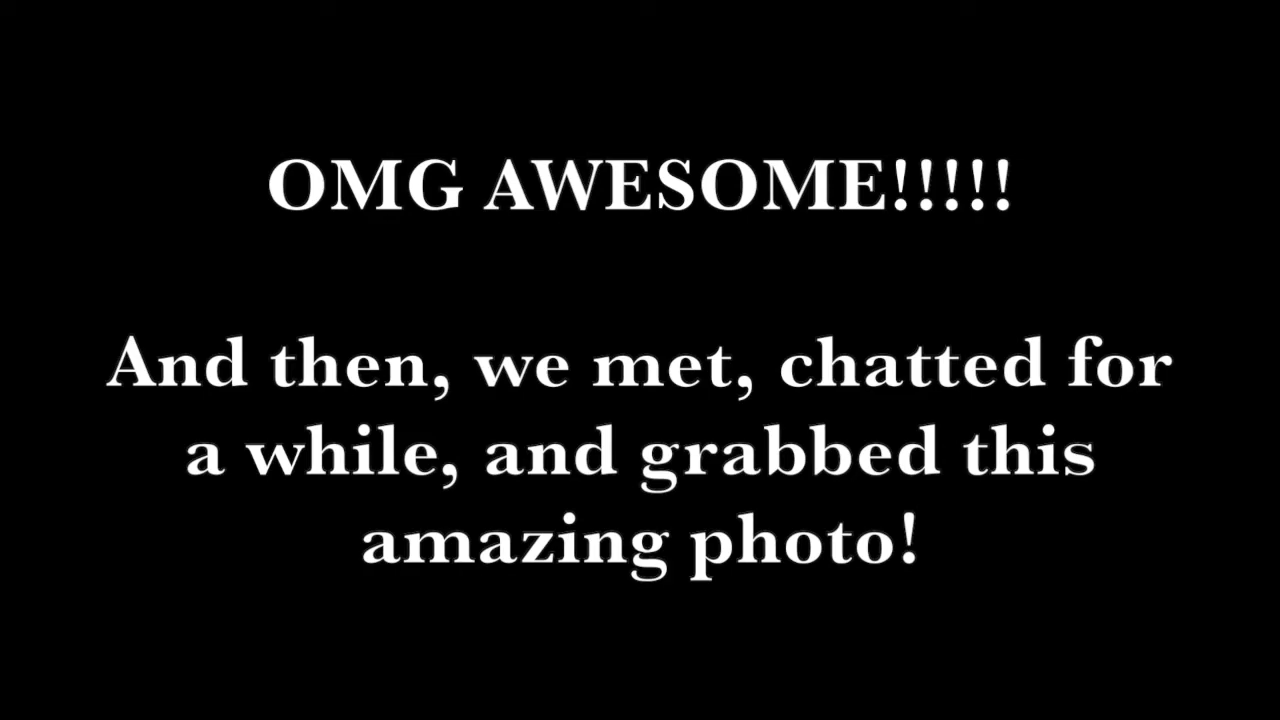 OMG AWESOME!!!!!
And then, we met, chatted for
a while, and grabbed this
amazing photo!